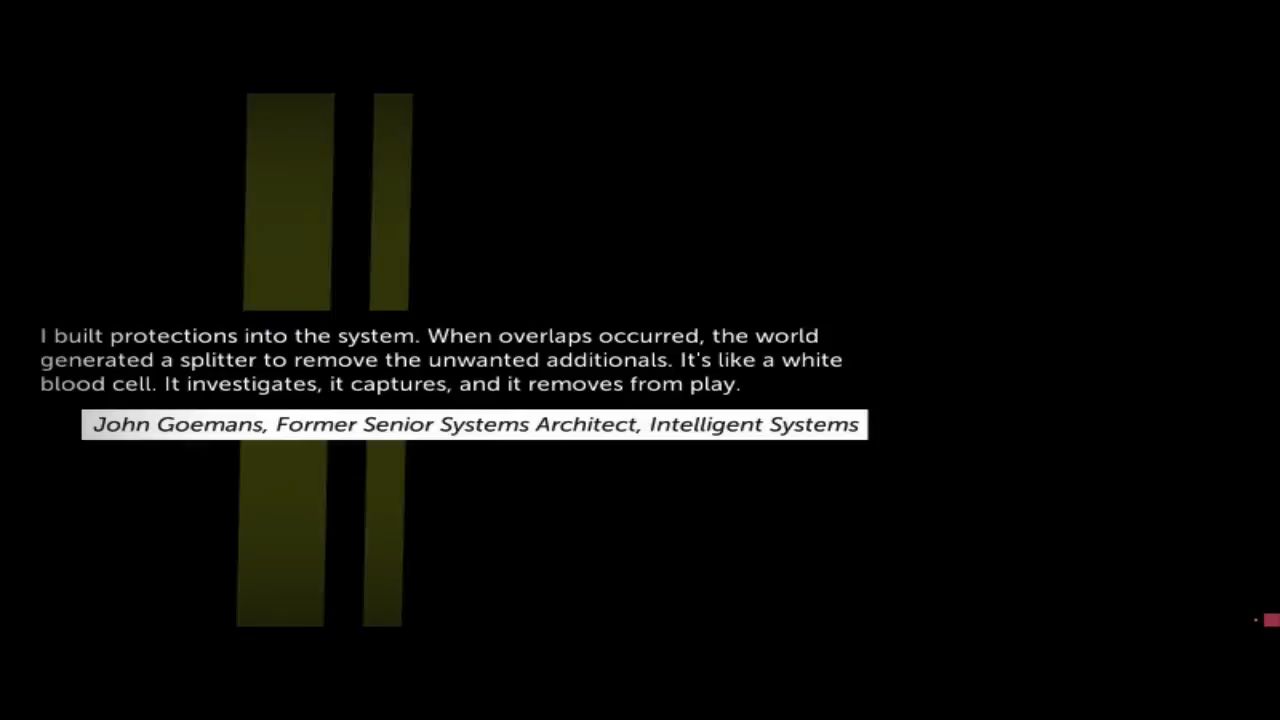 I built protections into the system. When overlaps occurred, the world
generated a splitter to remove the unwanted additionals. It's like a white
blood cell. It investigates, it captures, and it removes from play.
John Goemans, Former Senior Systems Architect, Intelligent Systems